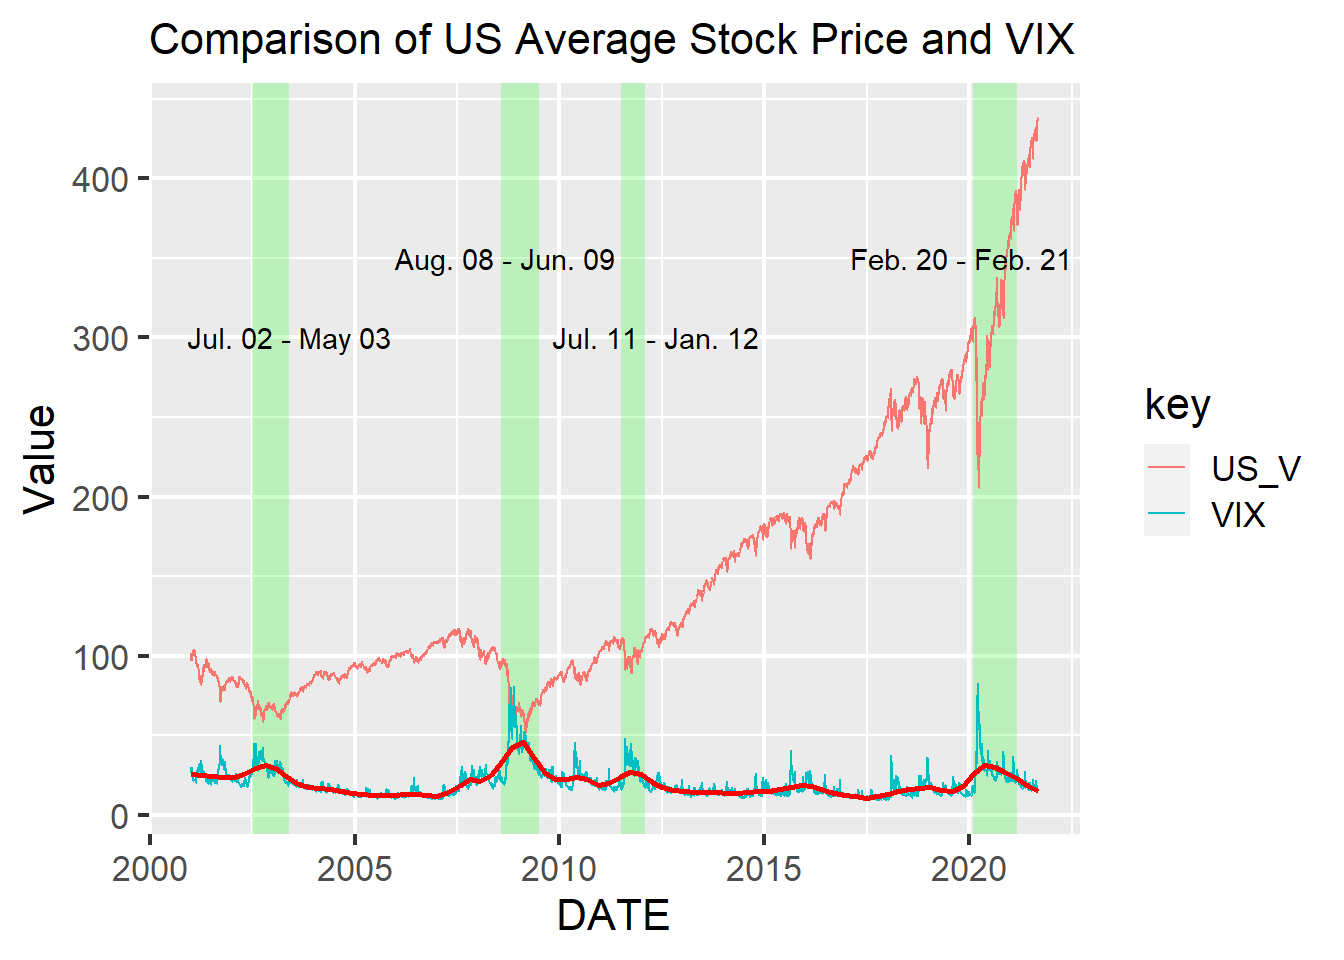 Comparison of US Average Stock Price and VIX
Value
400
300
200
100
0
Aug. 08 - Jun. 09
Feb. 20 - Feb. 21
Jul. 02 - May 03
Jul. 11 - Jan. 12
2000
2005
2010
2015
2020
DATE
key
US_V
VIX